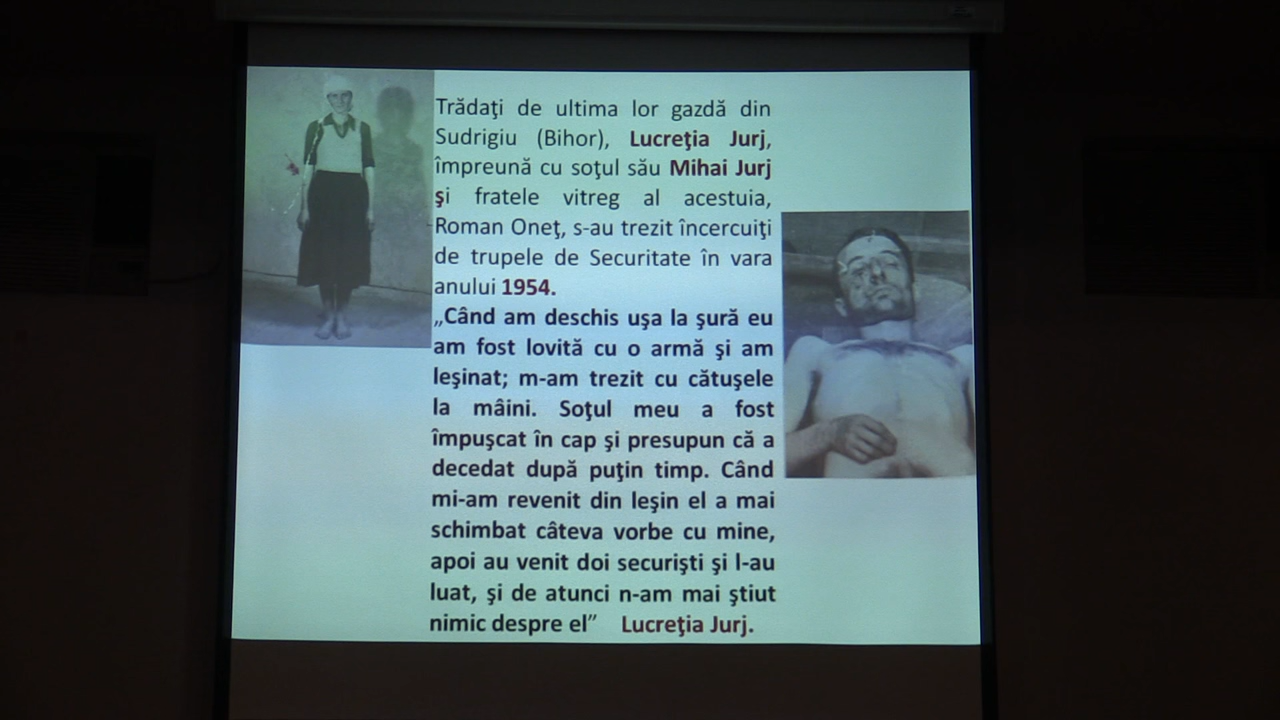 Trădaţi de ultima lor gazdă din
Sudrigiu (Bihor), Lucreţia Jurj,
împreună cu soţul său Mihai Jurj
şi fratele vitreg al acestuia,
Roman Oneţ, s-au trezit încercuiţi
de trupele de Securitate în vara
anului 1954.
„Când am deschis uşa la şură eu
am fost lovită cu o armă şi am
leşinat; m-am trezit cu cătuşele
la mâini. Soţul meu a fost
împuşcat în cap şi presupun că a
decedat după puţin timp. Când
mi-am revenit din leşin el a mai
schimbat câteva vorbe cu mine,
apoi au venit doi securişti şi l-au
luat, şi de atunci n-am mai ştiut
nimic despre el” Lucreţia Jurj.